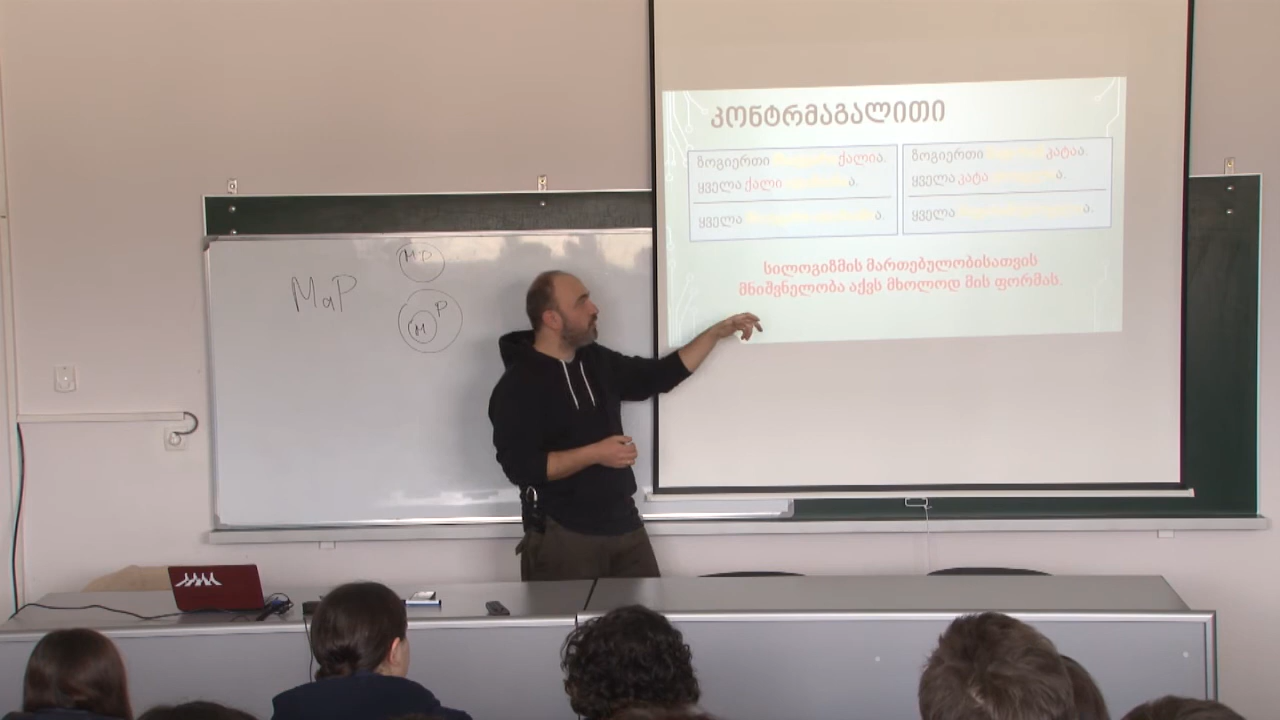 MaP
M P
P
M
კონტრმაგალითი
ზოგიერთი ქალია.
ყველა ქალი ა.
ყველა ა.
ზოგიერთი კატაა.
ყველა კატა ა.
ყველა ა.
სილოგიზმის მართებულობისათვის
მნიშვნელობა აქვს მხოლოდ მის ფორმას.